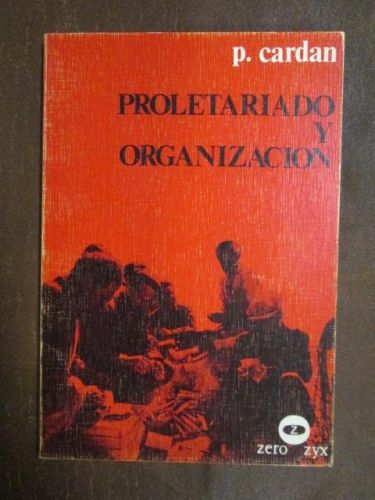 p. cardan
PROLETARIADO
Y
ORGANIZACION
z
zero zyx